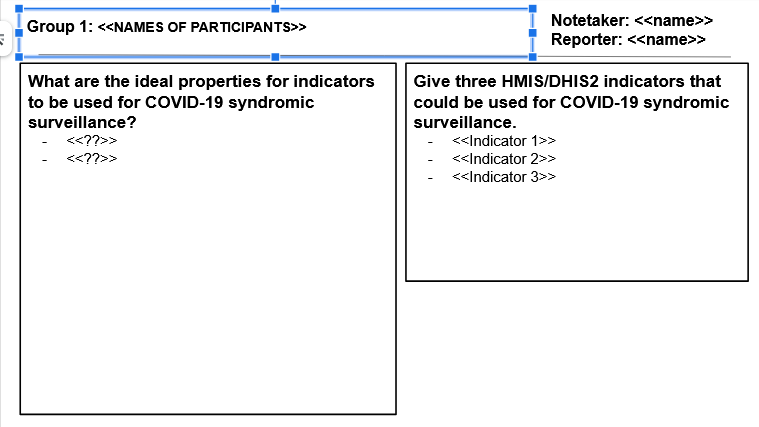 Group 1: <<NAMES OF PARTICIPANTS>>
Notetaker: <<name>>
Reporter: <<name>>
What are the ideal properties for indicators
to be used for COVID-19 syndromic
surveillance?
- <<??>>
- <<??>>
Give three HMIS/DHIS2 indicators that
could be used for COVID-19 syndromic
surveillance.
- <<Indicator 1>>
- <<Indicator 2>>
- <<Indicator 3>>